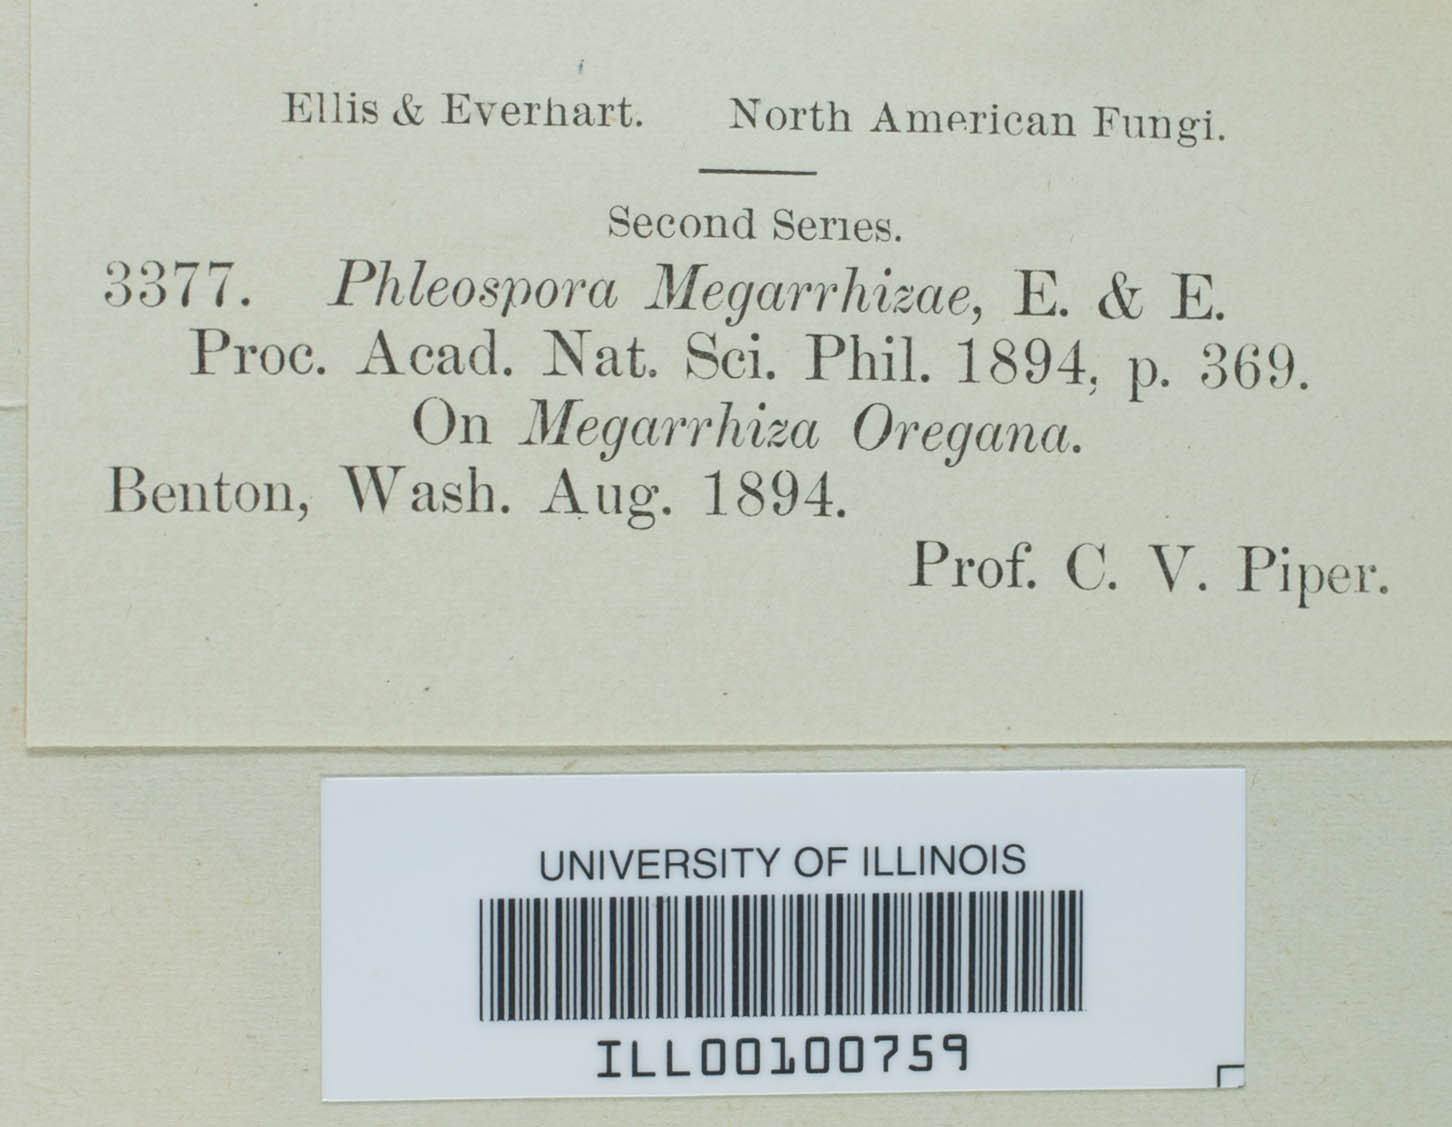 Ellis & Everhart. North American Fungi.
Second Series.
3377. Phleospora Megarrhizae, E. & E.
Proc. Acad. Nat. Sci. Phil. 1894, p. 369.
On Megarrhiza Oregana.
Benton, Wash. Aug. 1894.
Prof. C. V. Piper.
UNIVERSITY OF ILLINOIS
ILL00100759